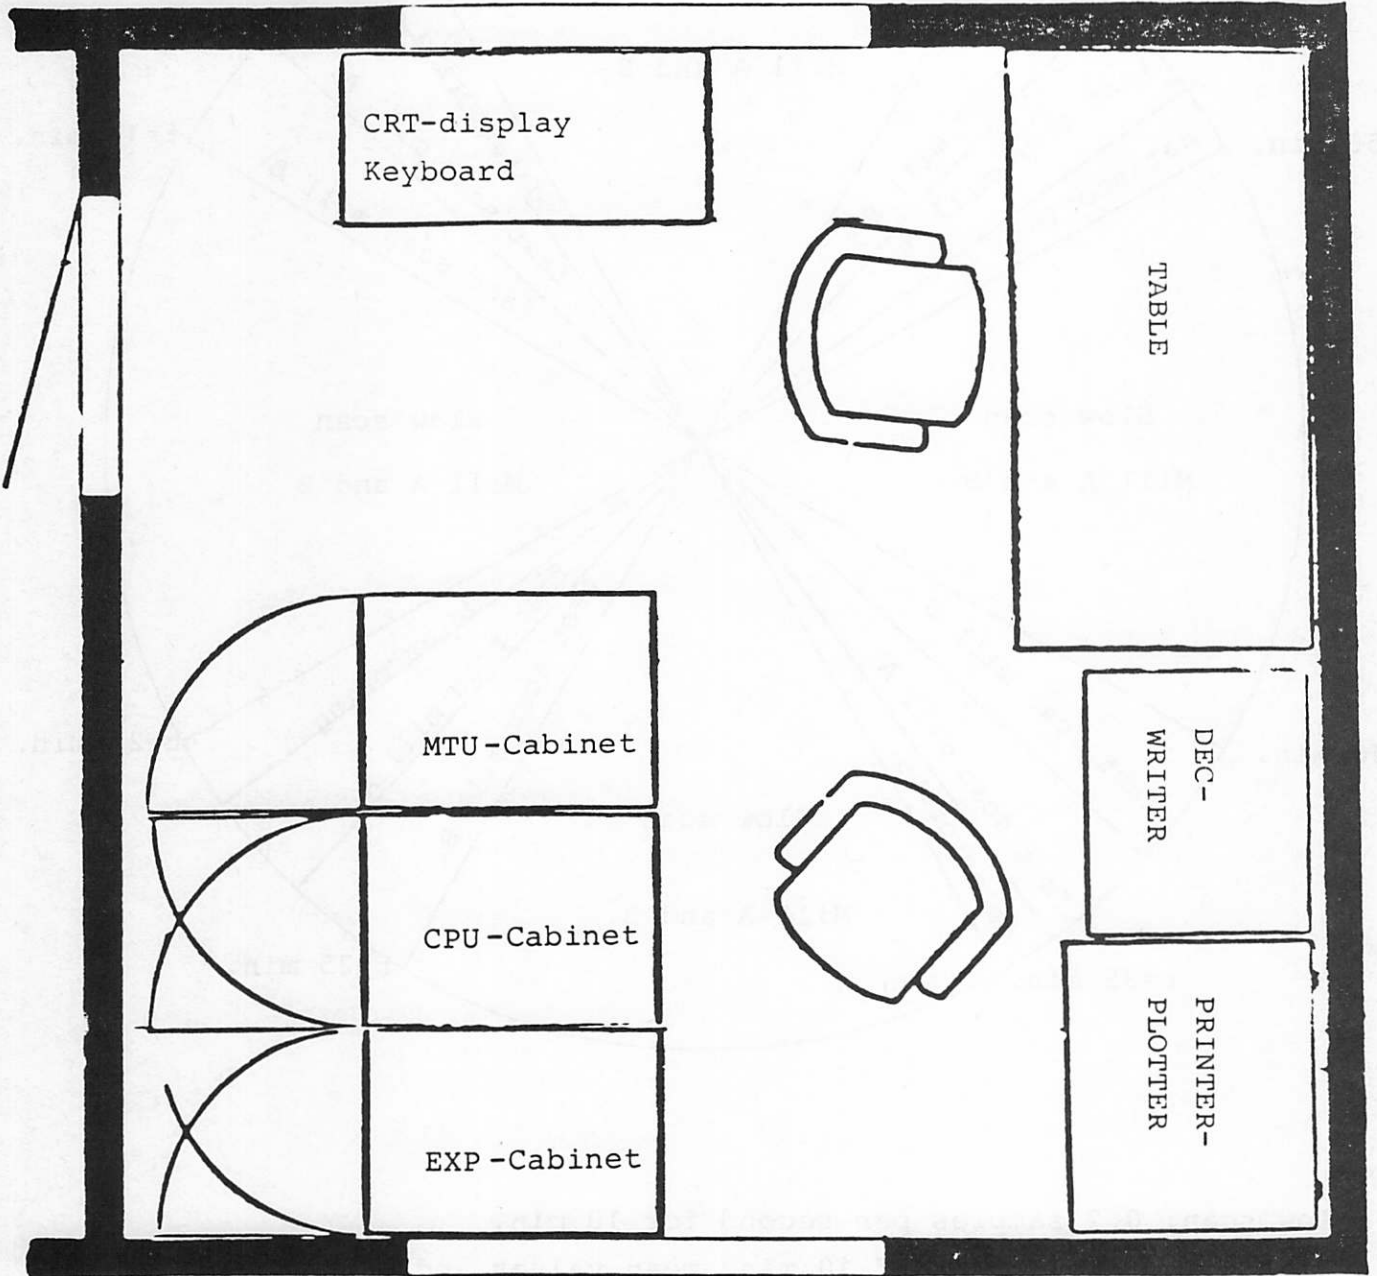 CRT-display
Keyboard
TABLE
MTU-Cabinet
DEC-
WRITER
CPU-Cabinet
PRINTER-
PLOTTER
EXP-Cabinet